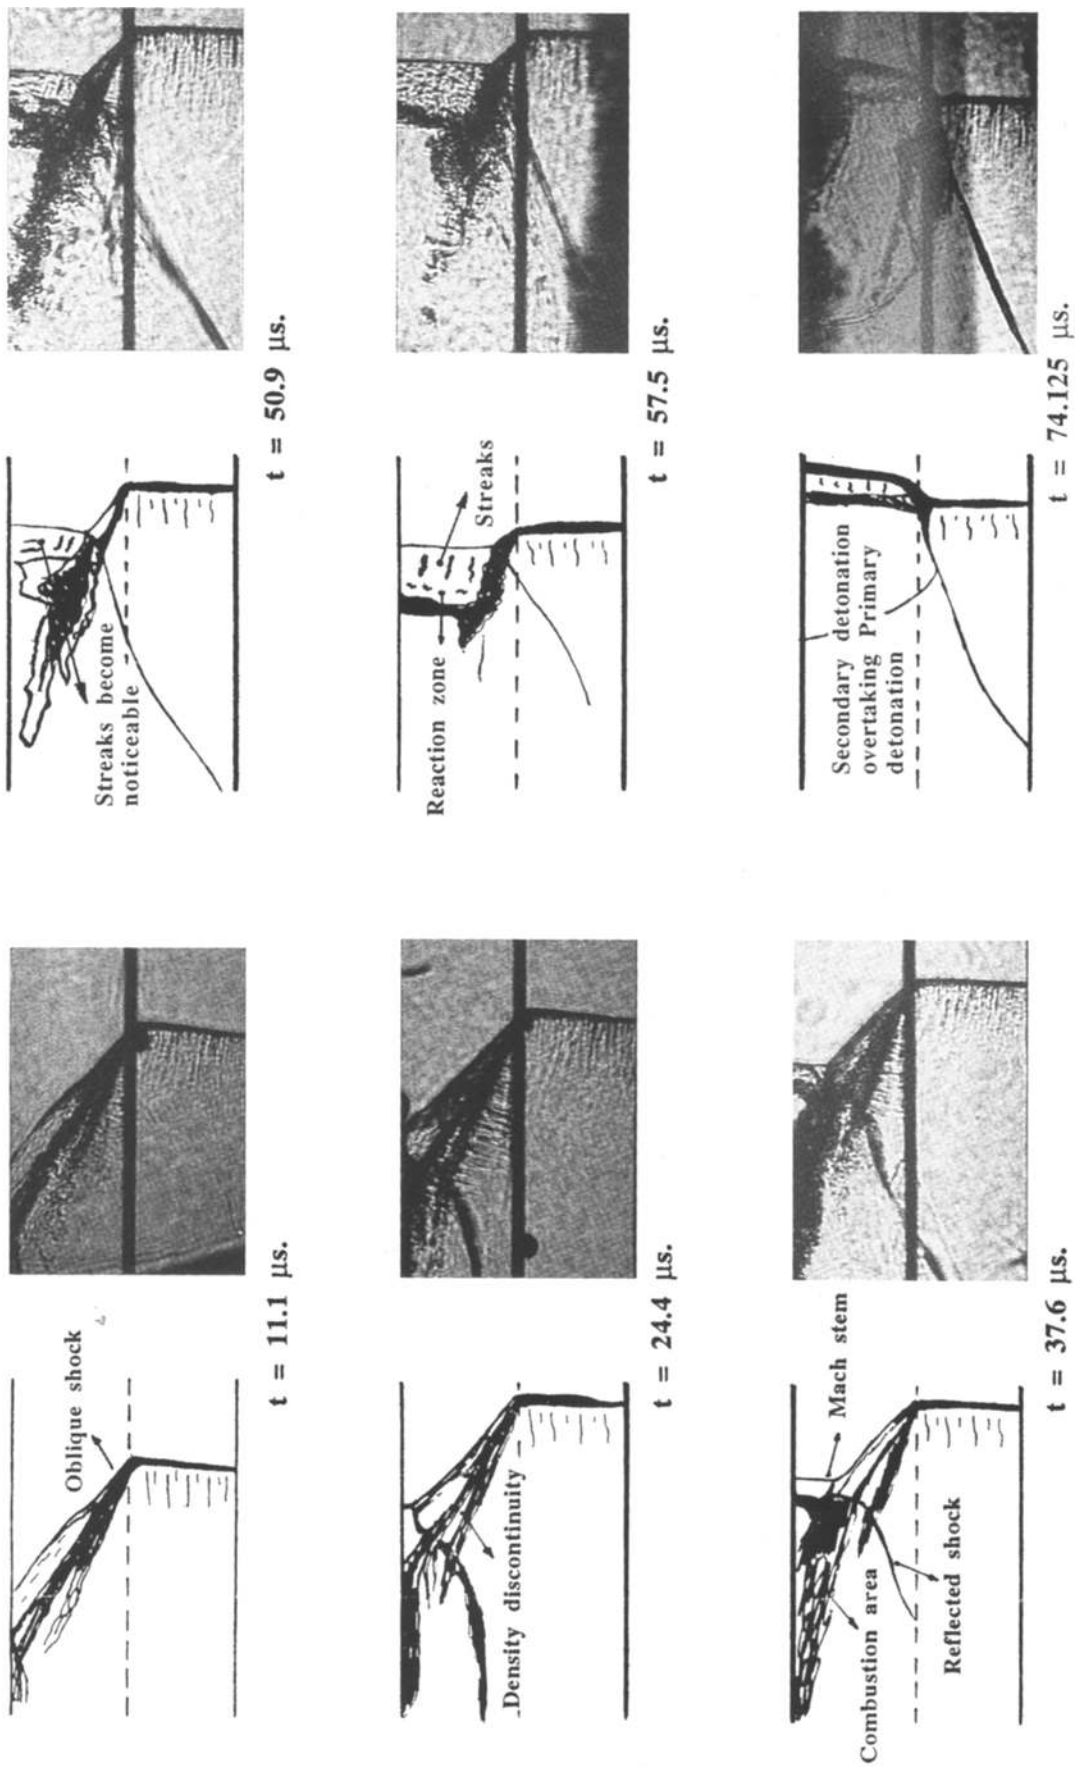 Oblique shock
t = 11.1 μs.
Density discontinuity
t = 24.4 μs.
Mach stem
Combustion area
Reflected shock
t = 37.6 μs.
Streaks become
noticeable
t = 50.9 μs.
Reaction zone
Streaks
t = 57.5 μs.
Secondary detonation
overtaking Primary
detonation
t = 74.125 μs.